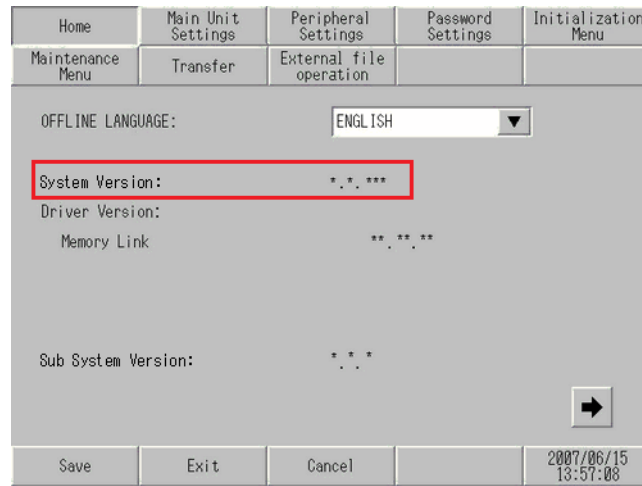 Home
Main Unit
Settings
Peripheral
Settings
Password
Settings
Initialization
Menu
Maintenance
Menu
Transfer
External file
operation
OFFLINE LANGUAGE: ENGLISH
System Version: *.*.***
Driver Version:
Memory Link **.**.**
Sub System Version: *.*.*
Save
Exit
Cancel
2007/06/15
13:57:08